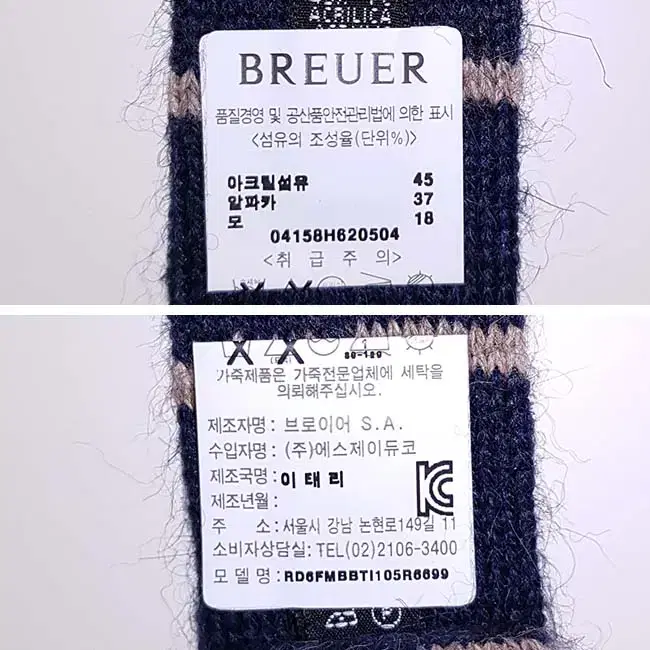 ACRILICA
BREUER
품질경영 및 공산품안전관리법에 의한 표시
<섬유의 조성율(단위%)>
아크릴섬유 45
알파카 37
모 18
04158H620504
<취 급 주 의>
80-120
가죽제품은 가죽전문업체에 세탁을
의뢰해주십시오.
제조자명: 브로이어 S.A.
수입자명: (주)에스제이듀코
제조국명: 이 태 리
제조년월:
주 소:서울시 강남 논현로149길 11
소비자상담실: TEL(02)2106-3400
모 델 명: RD6FMBBTI105R6699